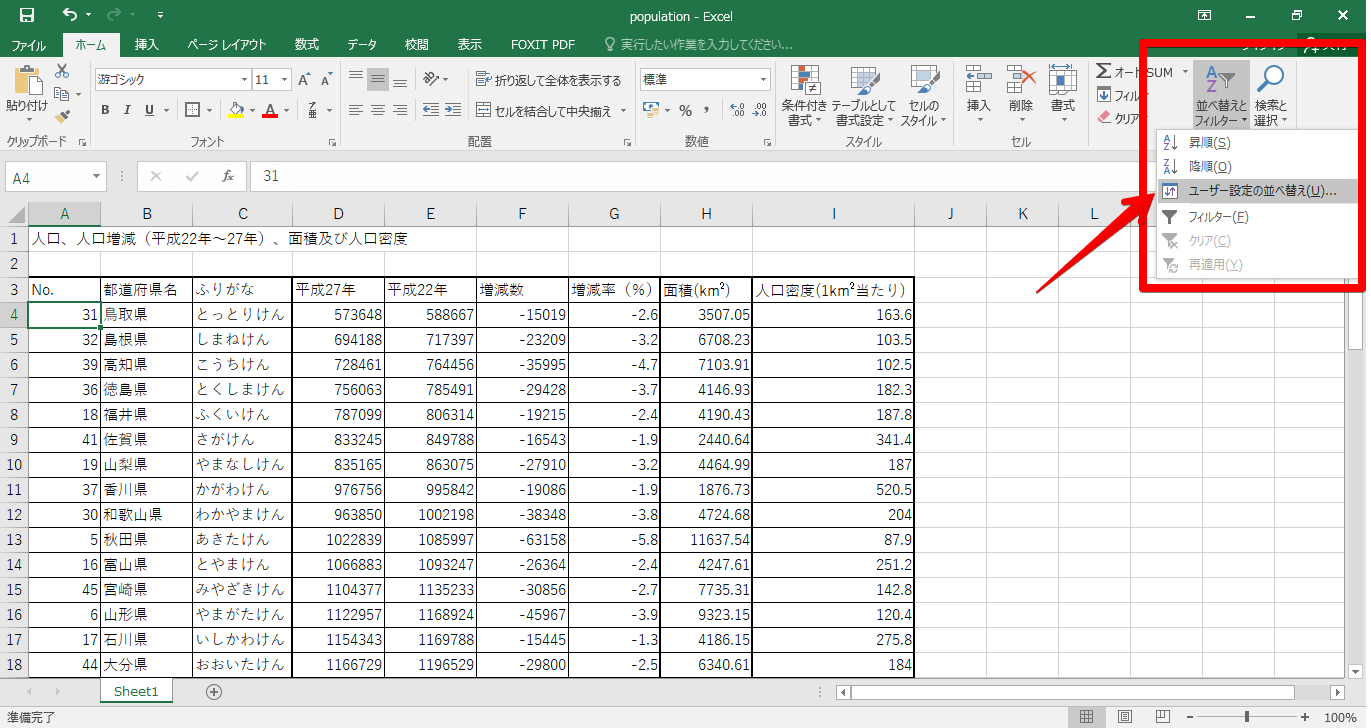 population - Excel
ファイル ホーム 挿入 ページ レイアウト 数式 データ 校閲 表示 FOXIT PDF 実行したい作業を入力してください...
貼り付け
クリップボード
游ゴシック 11 A A
B I U A
フォント
折り返して全体を表示する
セルを結合して中央揃え
配置
標準
% ,
数値
条件付き書式 テーブルとして書式設定 セルのスタイル
スタイル
挿入 削除 書式
セル
Σ オート SUM
フィル
クリア
並べ替えとフィルター 検索と選択
昇順(S)
降順(O)
ユーザー設定の並べ替え(U)...
フィルター(F)
クリア(C)
再適用(Y)
A4 fx 31
A B C D E F G H I J K L
1 人口、人口増減（平成22年～27年）、面積及び人口密度
2
3 No. 都道府県名 ふりがな 平成27年 平成22年 増減数 増減率（%） 面積(km²) 人口密度(1km²当たり)
4 31 鳥取県 とっとりけん 573648 588667 -15019 -2.6 3507.05 163.6
5 32 島根県 しまねけん 694188 717397 -23209 -3.2 6708.23 103.5
6 39 高知県 こうちけん 728461 764456 -35995 -4.7 7103.91 102.5
7 36 徳島県 とくしまけん 756063 785491 -29428 -3.7 4146.93 182.3
8 18 福井県 ふくいけん 787099 806314 -19215 -2.4 4190.43 187.8
9 41 佐賀県 さがけん 833245 849788 -16543 -1.9 2440.64 341.4
10 19 山梨県 やまなしけん 835165 863075 -27910 -3.2 4464.99 187
11 37 香川県 かがわけん 976756 995842 -19086 -1.9 1876.73 520.5
12 30 和歌山県 わかやまけん 963850 1002198 -38348 -3.8 4724.68 204
13 5 秋田県 あきたけん 1022839 1085997 -63158 -5.8 11637.54 87.9
14 16 富山県 とやまけん 1066883 1093247 -26364 -2.4 4247.61 251.2
15 45 宮崎県 みやざきけん 1104377 1135233 -30856 -2.7 7735.31 142.8
16 6 山形県 やまがたけん 1122957 1168924 -45967 -3.9 9323.15 120.4
17 17 石川県 いしかわけん 1154343 1169788 -15445 -1.3 4186.15 275.8
18 44 大分県 おおいたけん 1166729 1196529 -29800 -2.5 6340.61 184
Sheet1
準備完了 100%